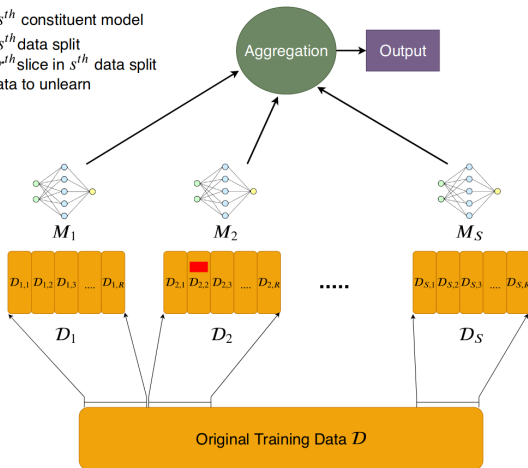 s^th constituent model
s^th data split
r^th slice in s^th data split
ata to unlearn
Aggregation
Output
M_1
M_2
M_S
D_1,1 D_1,2 D_1,3 .... D_1,R
D_2,1 D_2,2 D_2,3 .... D_2,R
.....
D_S,1 D_S,2 D_S,3 .... D_S,R
D_1
D_2
D_S
Original Training Data D